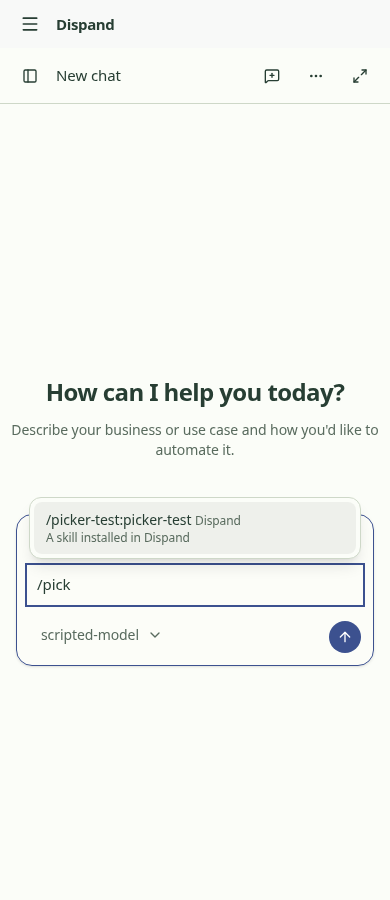 Dispand
New chat
How can I help you today?
Describe your business or use case and how you'd like to
automate it.
/picker-test:picker-test Dispand
A skill installed in Dispand
/pick
scripted-model